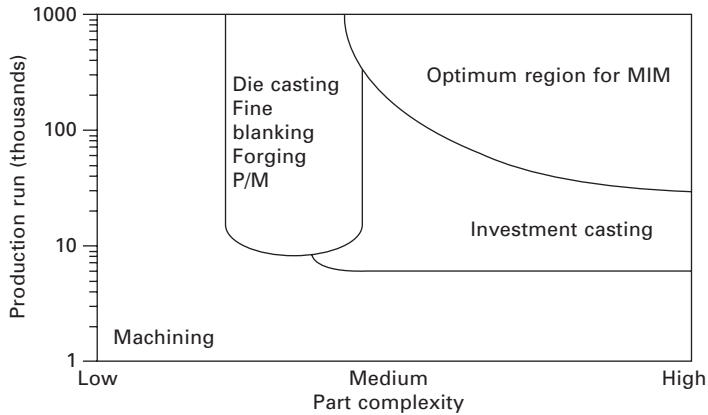 1000
100
10
1
Production run (thousands)
Die casting
Fine
blanking
Forging
P/M
Optimum region for MIM
Investment casting
Machining
Low
Medium
High
Part complexity